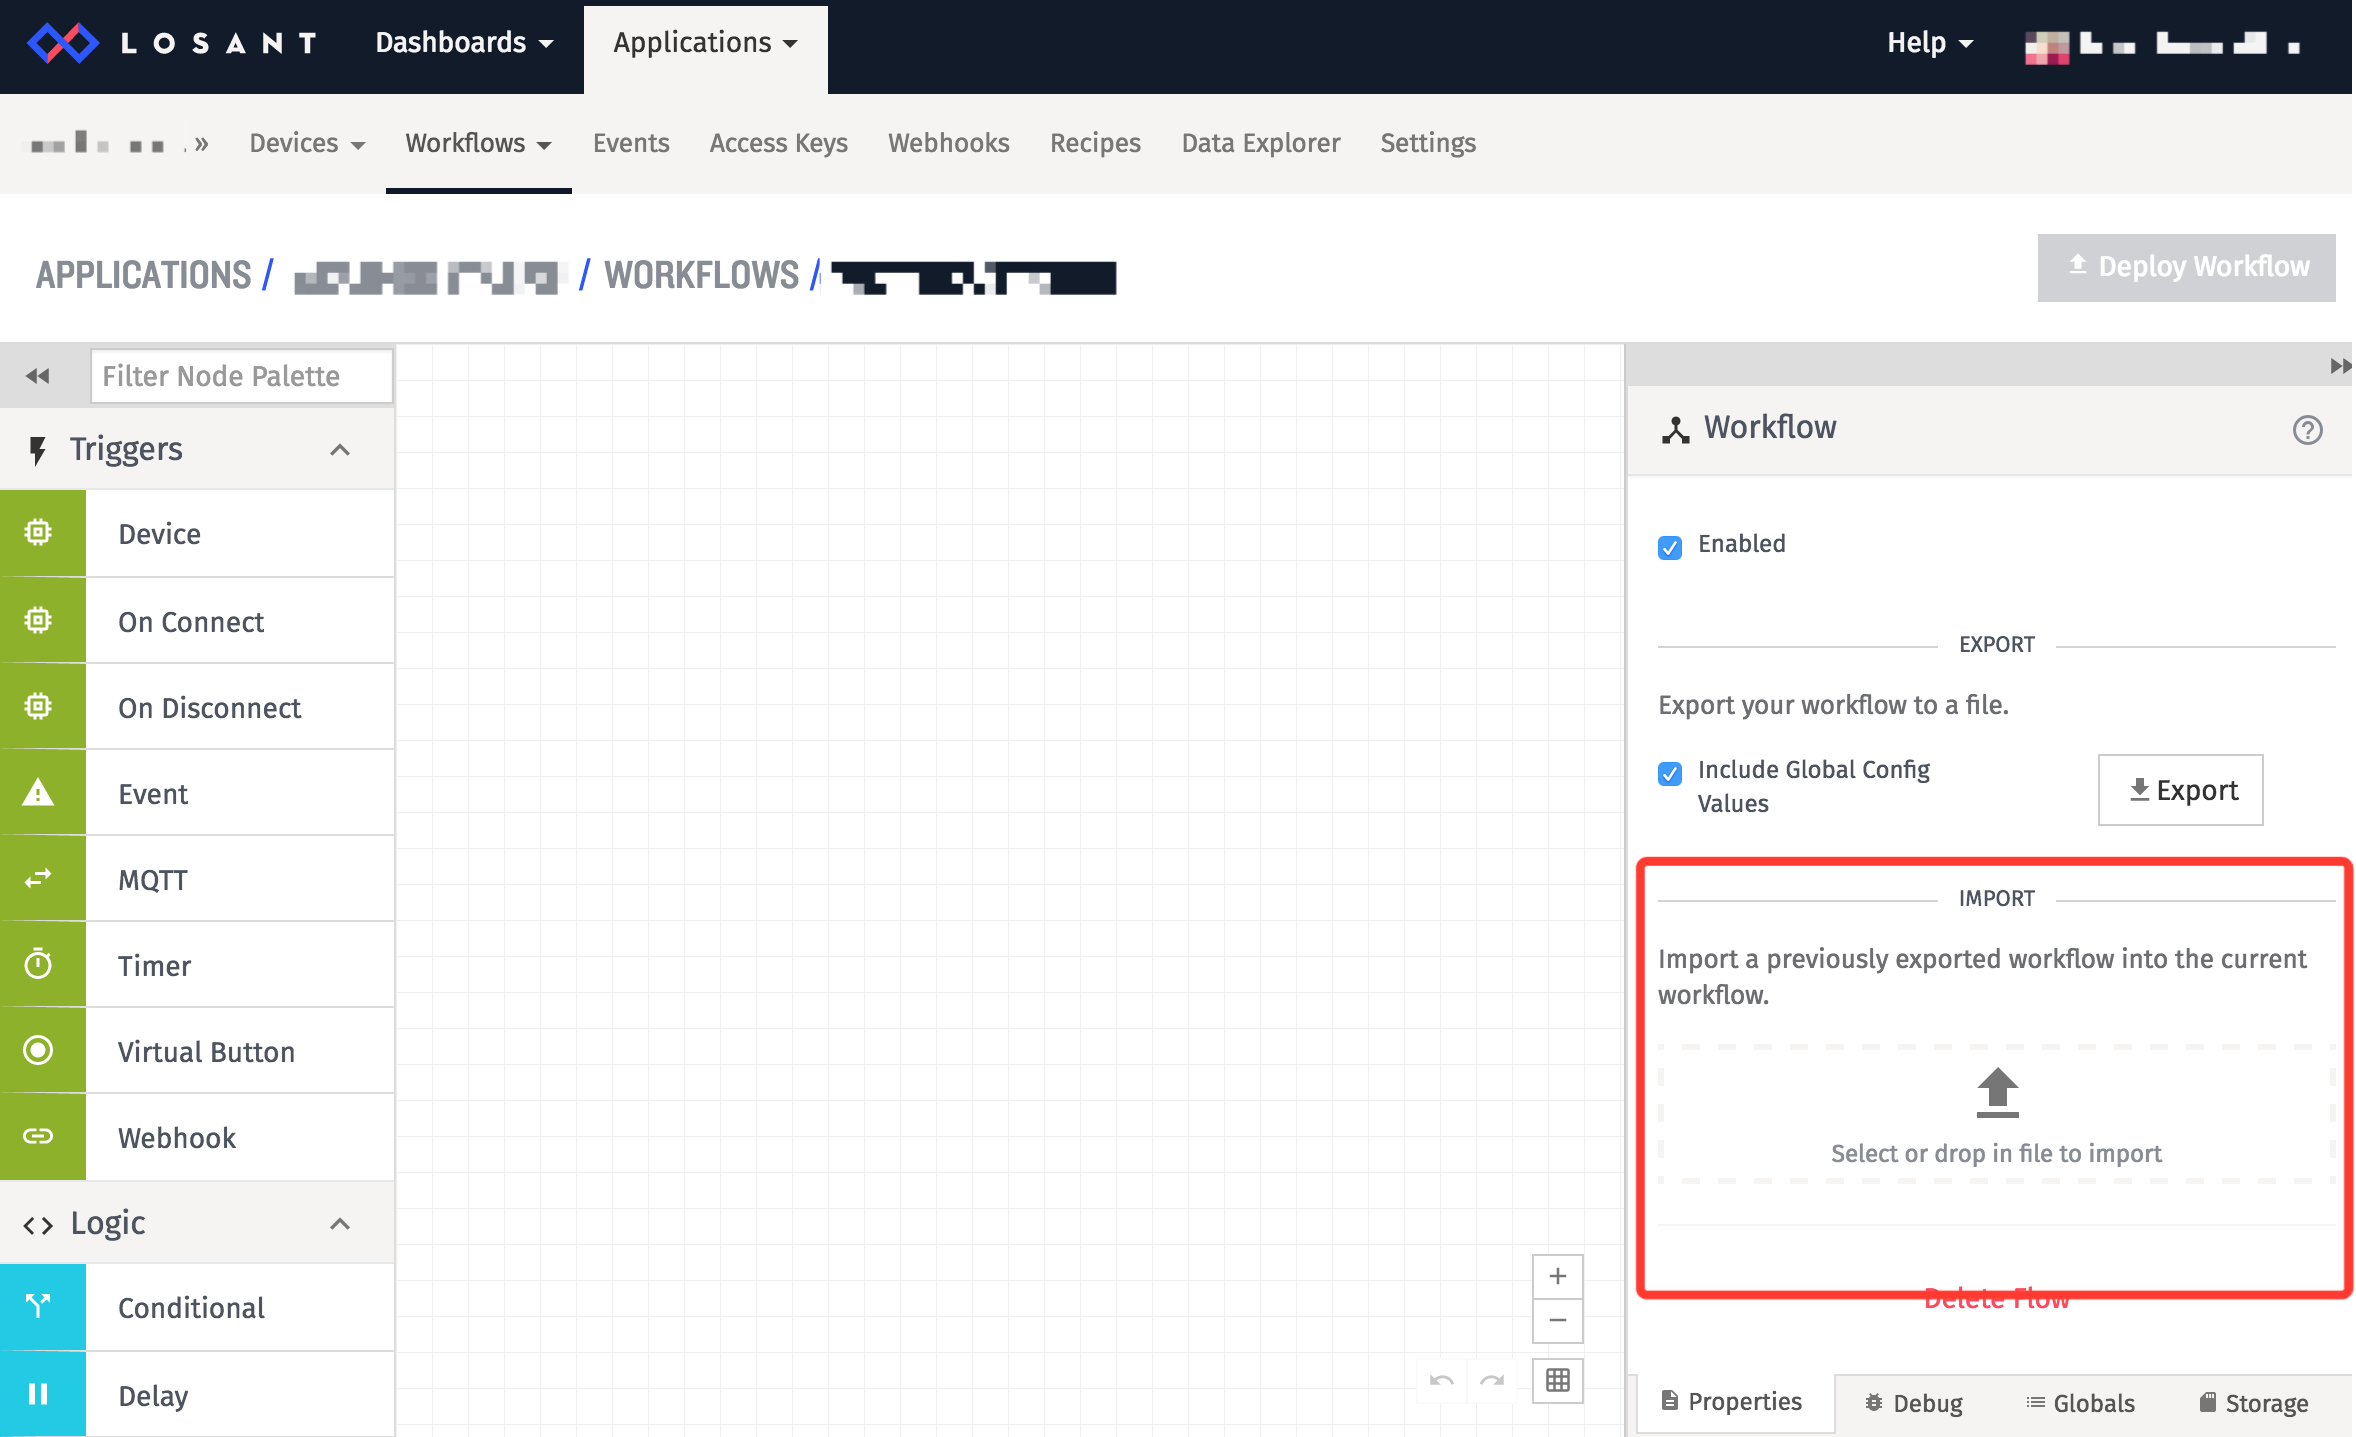 LOSANT Dashboards Applications Help
» Devices Workflows Events Access Keys Webhooks Recipes Data Explorer Settings
APPLICATIONS / / WORKFLOWS /
Deploy Workflow
Filter Node Palette
Triggers
Device
On Connect
On Disconnect
Event
MQTT
Timer
Virtual Button
Webhook
Logic
Conditional
Delay
Workflow
Enabled
EXPORT
Export your workflow to a file.
Include Global Config
Values
Export
IMPORT
Import a previously exported workflow into the current
workflow.
Select or drop in file to import
Delete Flow
Properties Debug Globals Storage